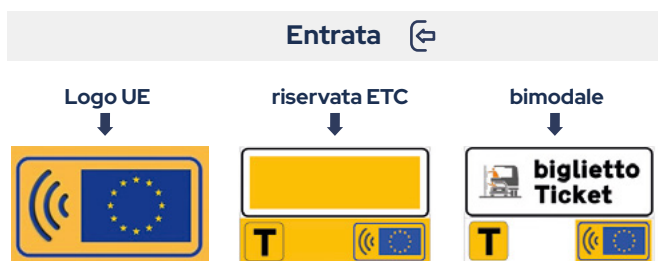 Entrata
Logo UE
riservata ETC
bimodale
biglietto
Ticket
T
T